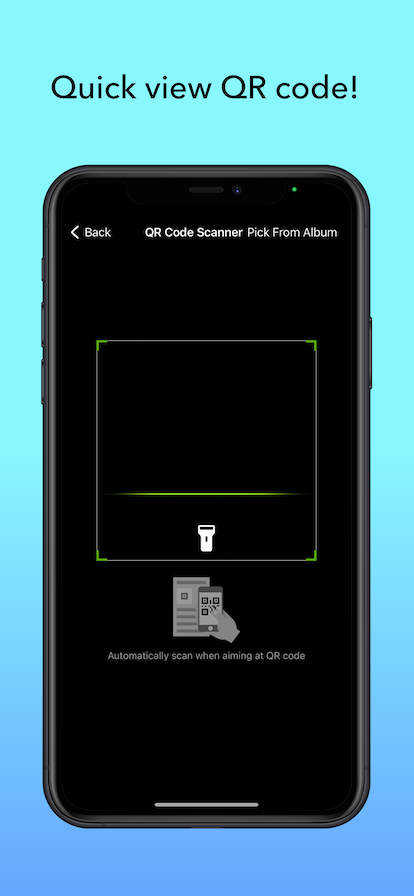 Quick view QR code!
Back QR Code Scanner Pick From Album
Automatically scan when aiming at QR code